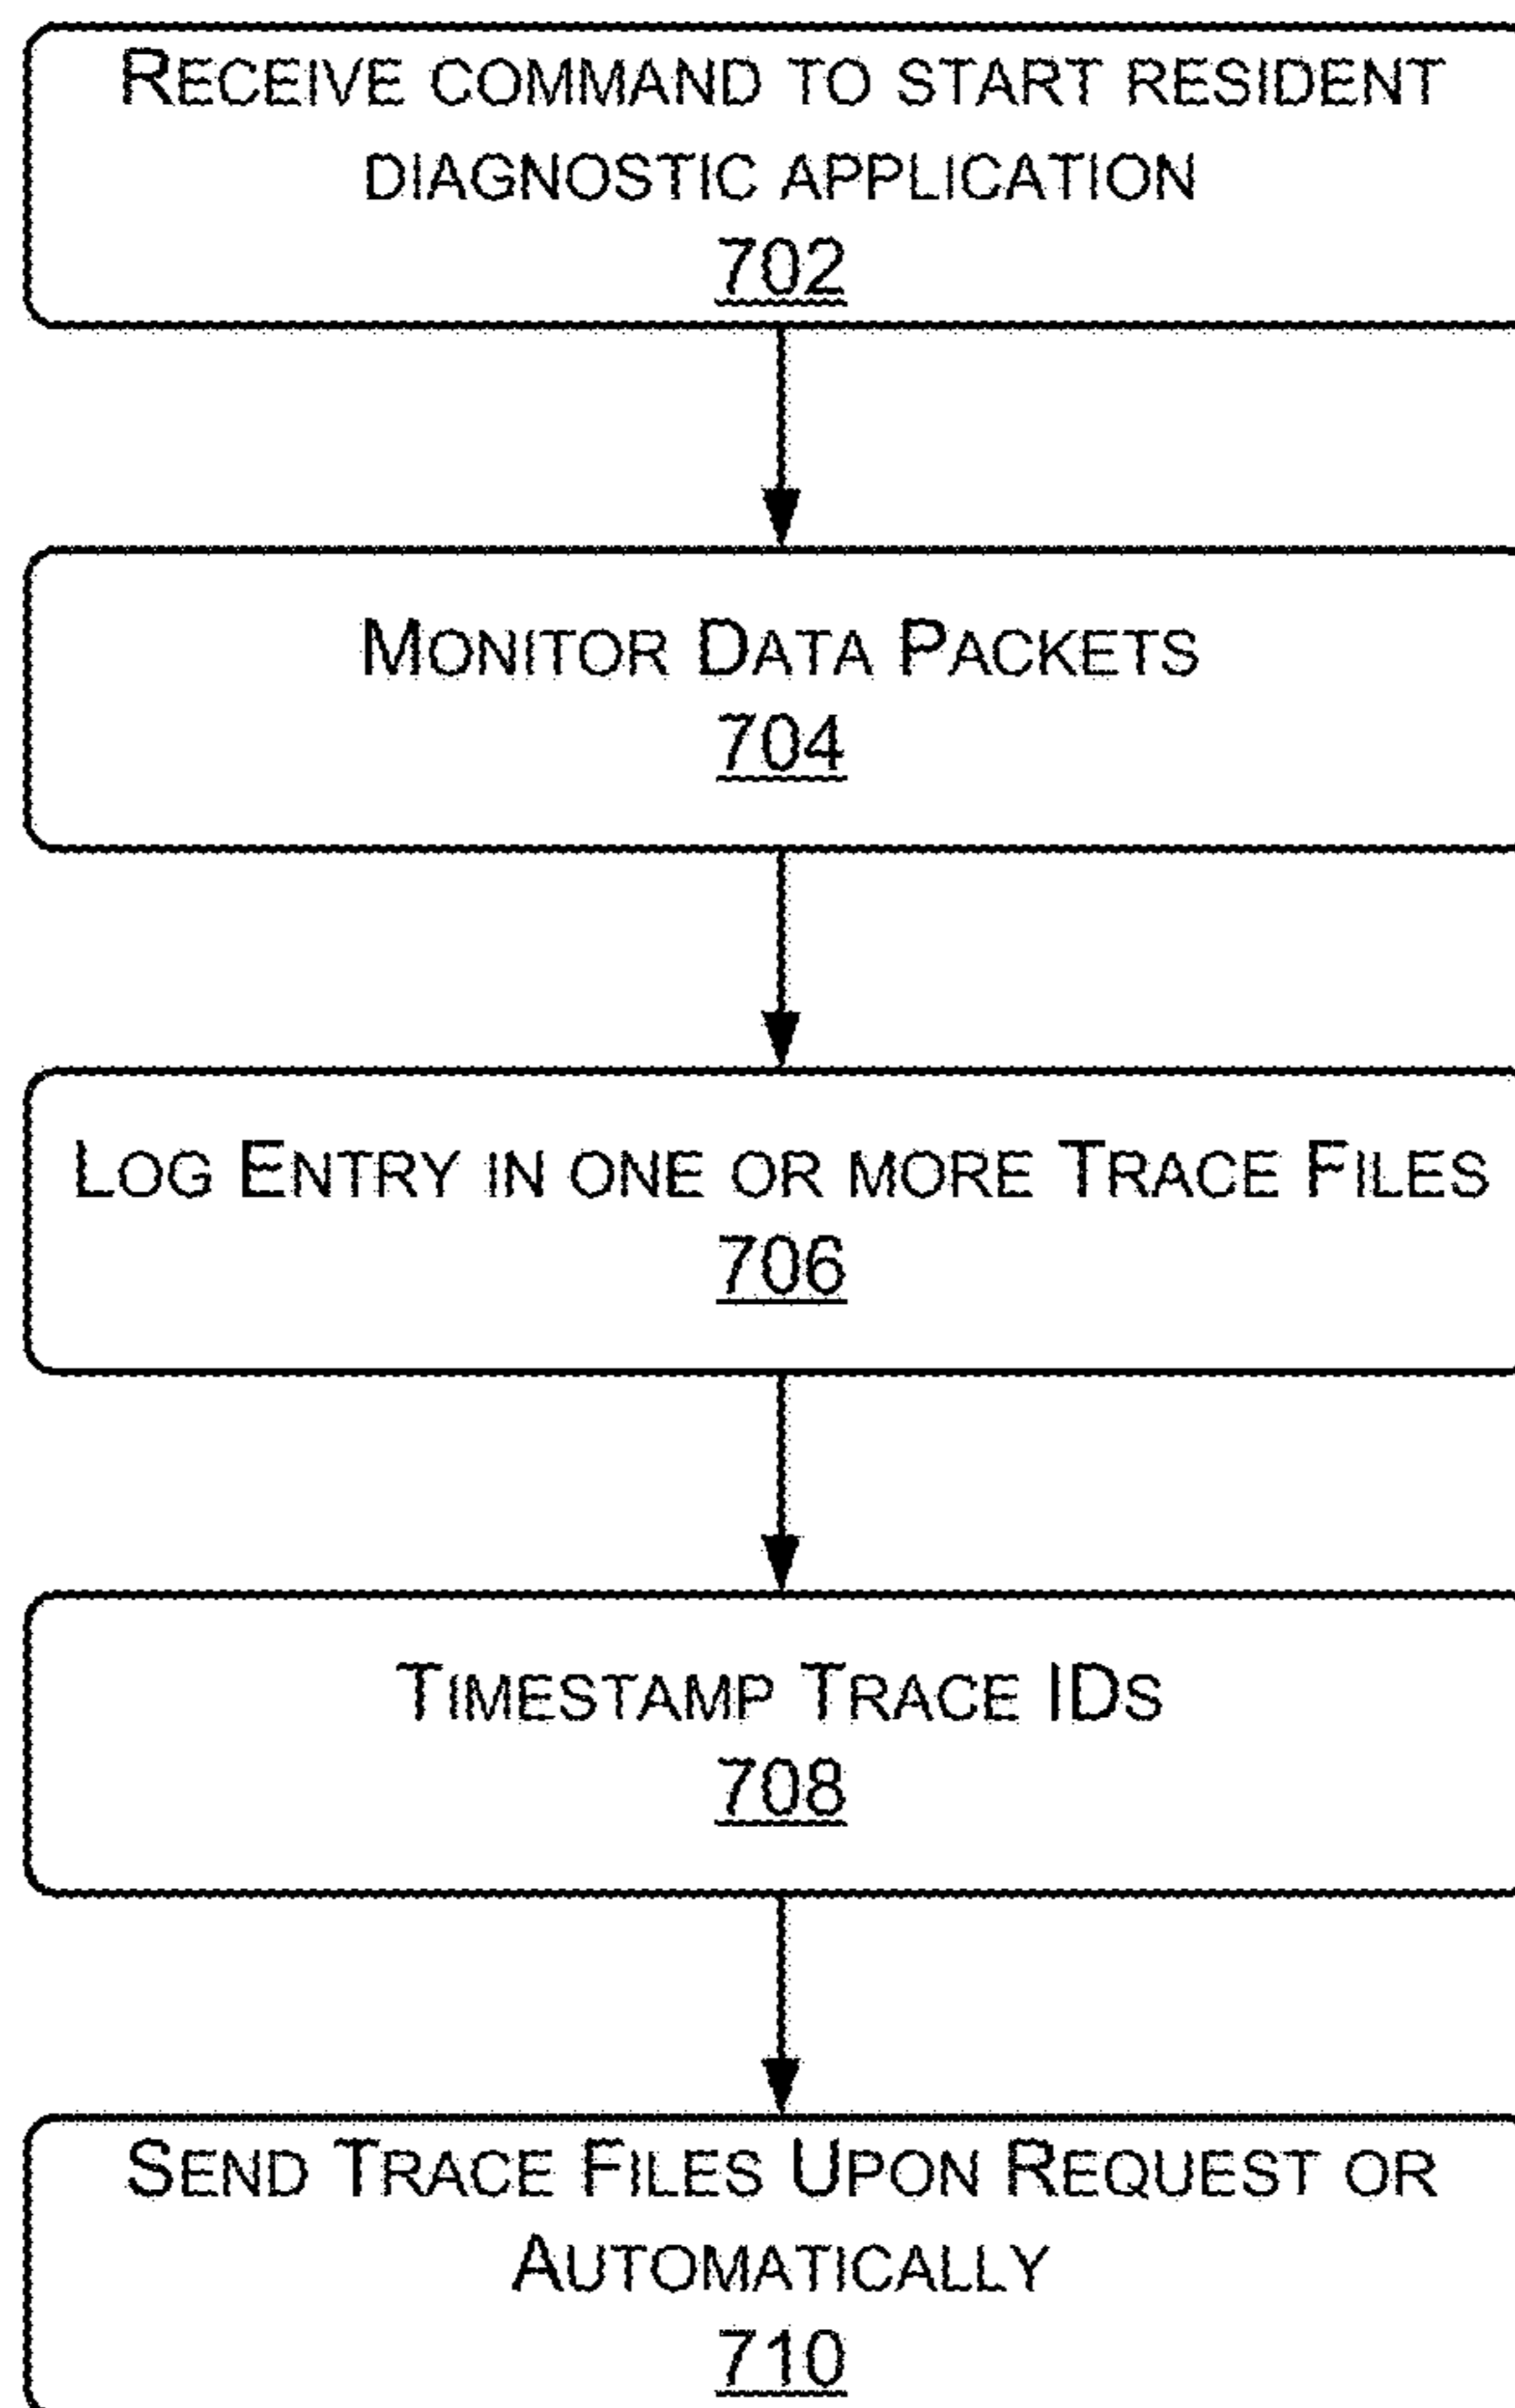 RECEIVE COMMAND TO START RESIDENT
DIAGNOSTIC APPLICATION
702
MONITOR DATA PACKETS
704
LOG ENTRY IN ONE OR MORE TRACE FILES
706
TIMESTAMP TRACE IDS
708
SEND TRACE FILES UPON REQUEST OR
AUTOMATICALLY
710